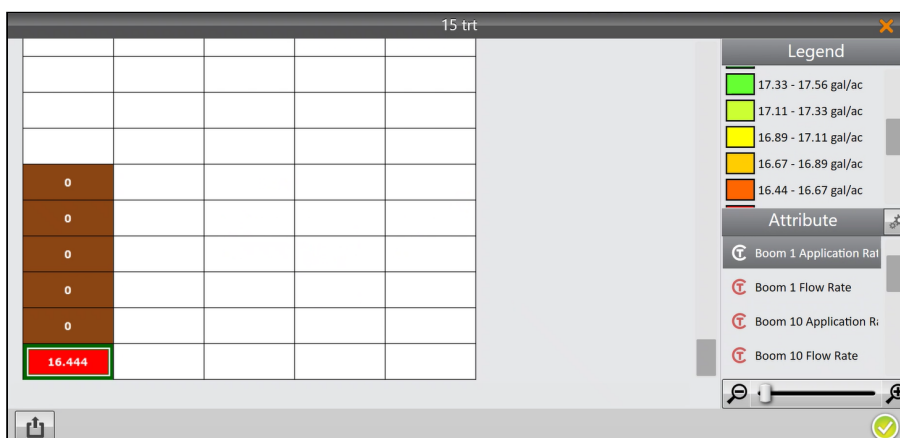 15 trt
Legend
17.33 - 17.56 gal/ac
17.11 - 17.33 gal/ac
16.89 - 17.11 gal/ac
16.67 - 16.89 gal/ac
16.44 - 16.67 gal/ac
0
0
0
0
0
16.444
Attribute
Boom 1 Application Rat
Boom 1 Flow Rate
Boom 10 Application Ra
Boom 10 Flow Rate